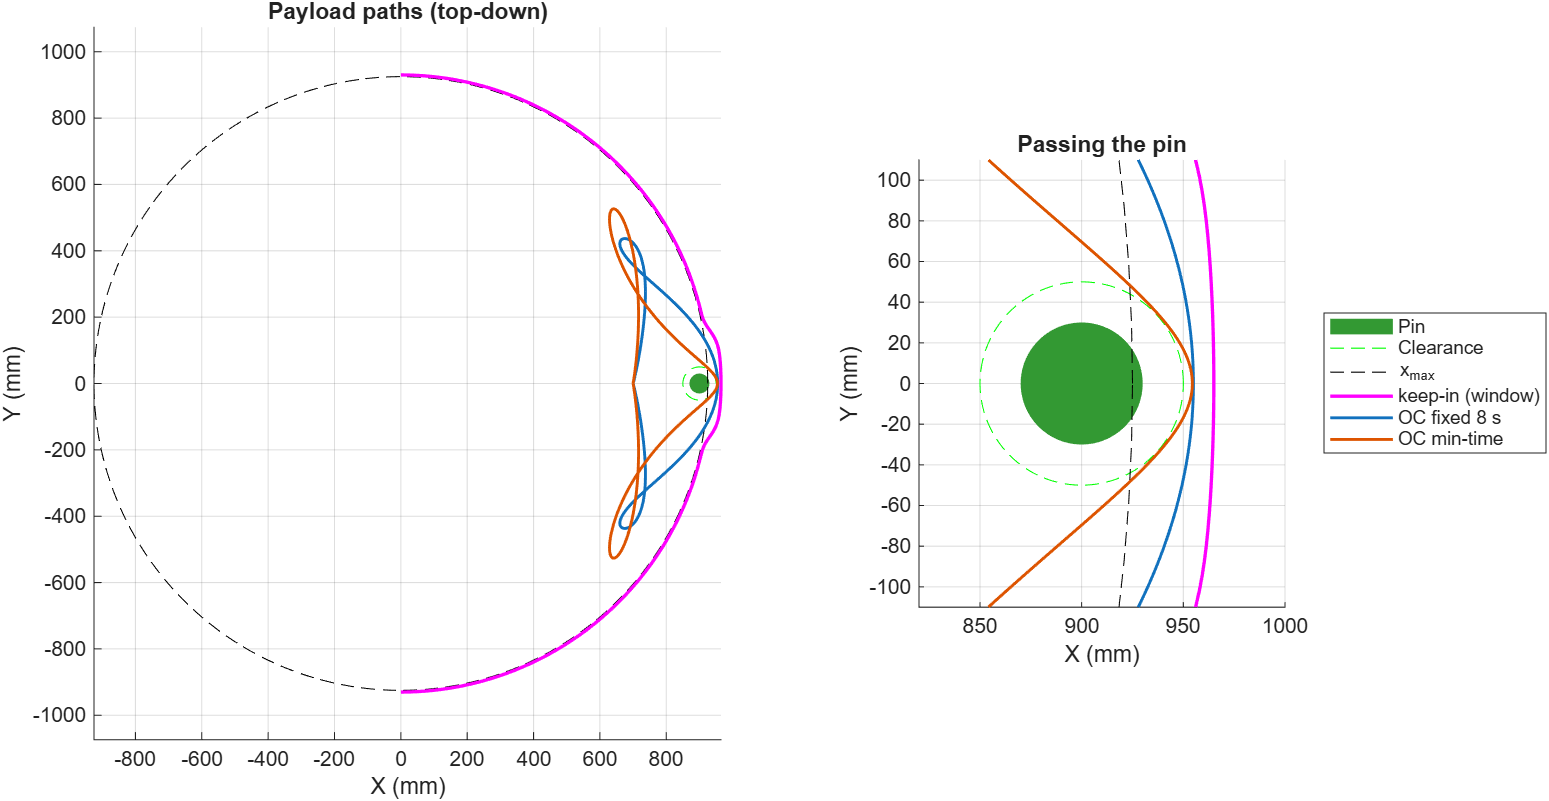 Payload paths (top-down)
1000
800
600
400
200
0
-200
-400
-600
-800
-1000
Y (mm)
-800 -600 -400 -200 0 200 400 600 800
X (mm)
Passing the pin
100
80
60
40
20
0
-20
-40
-60
-80
-100
Y (mm)
850 900 950 1000
X (mm)
Pin
Clearance
xmax
keep-in (window)
OC fixed 8 s
OC min-time